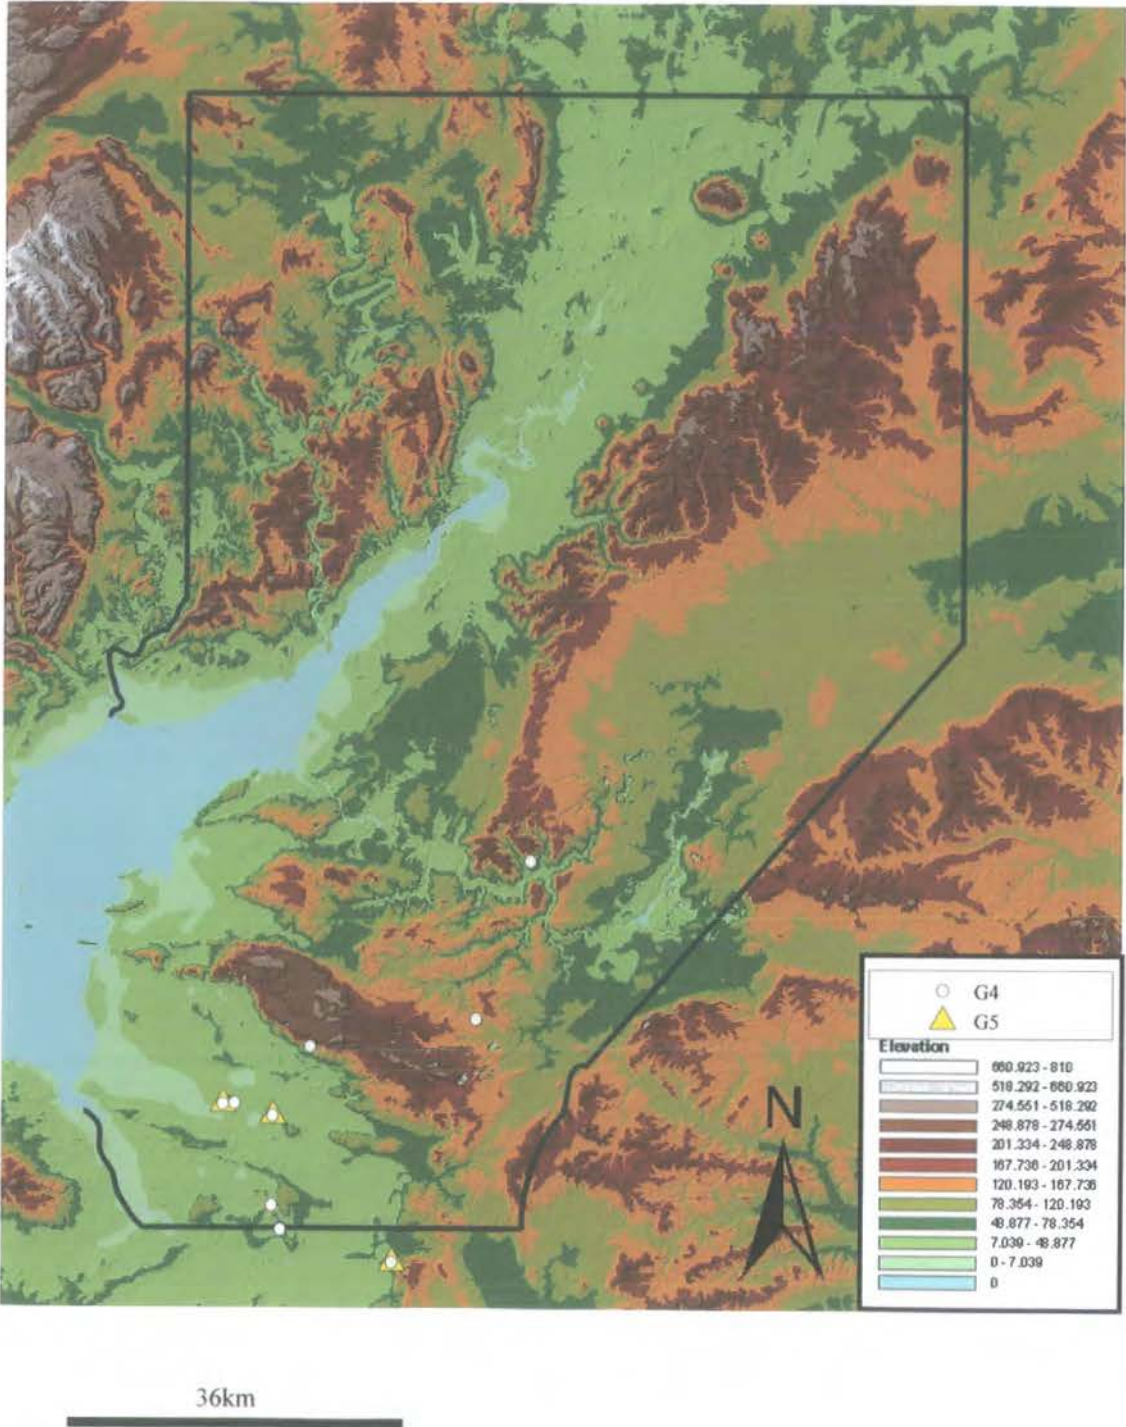 G4
G5
Elevation
660.923 - 810
518.292 - 660.923
274.551 - 518.292
248.878 - 274.551
201.334 - 248.878
167.736 - 201.334
120.193 - 167.736
78.354 - 120.193
48.877 - 78.354
7.039 - 48.877
0 - 7.039
0
N
36km